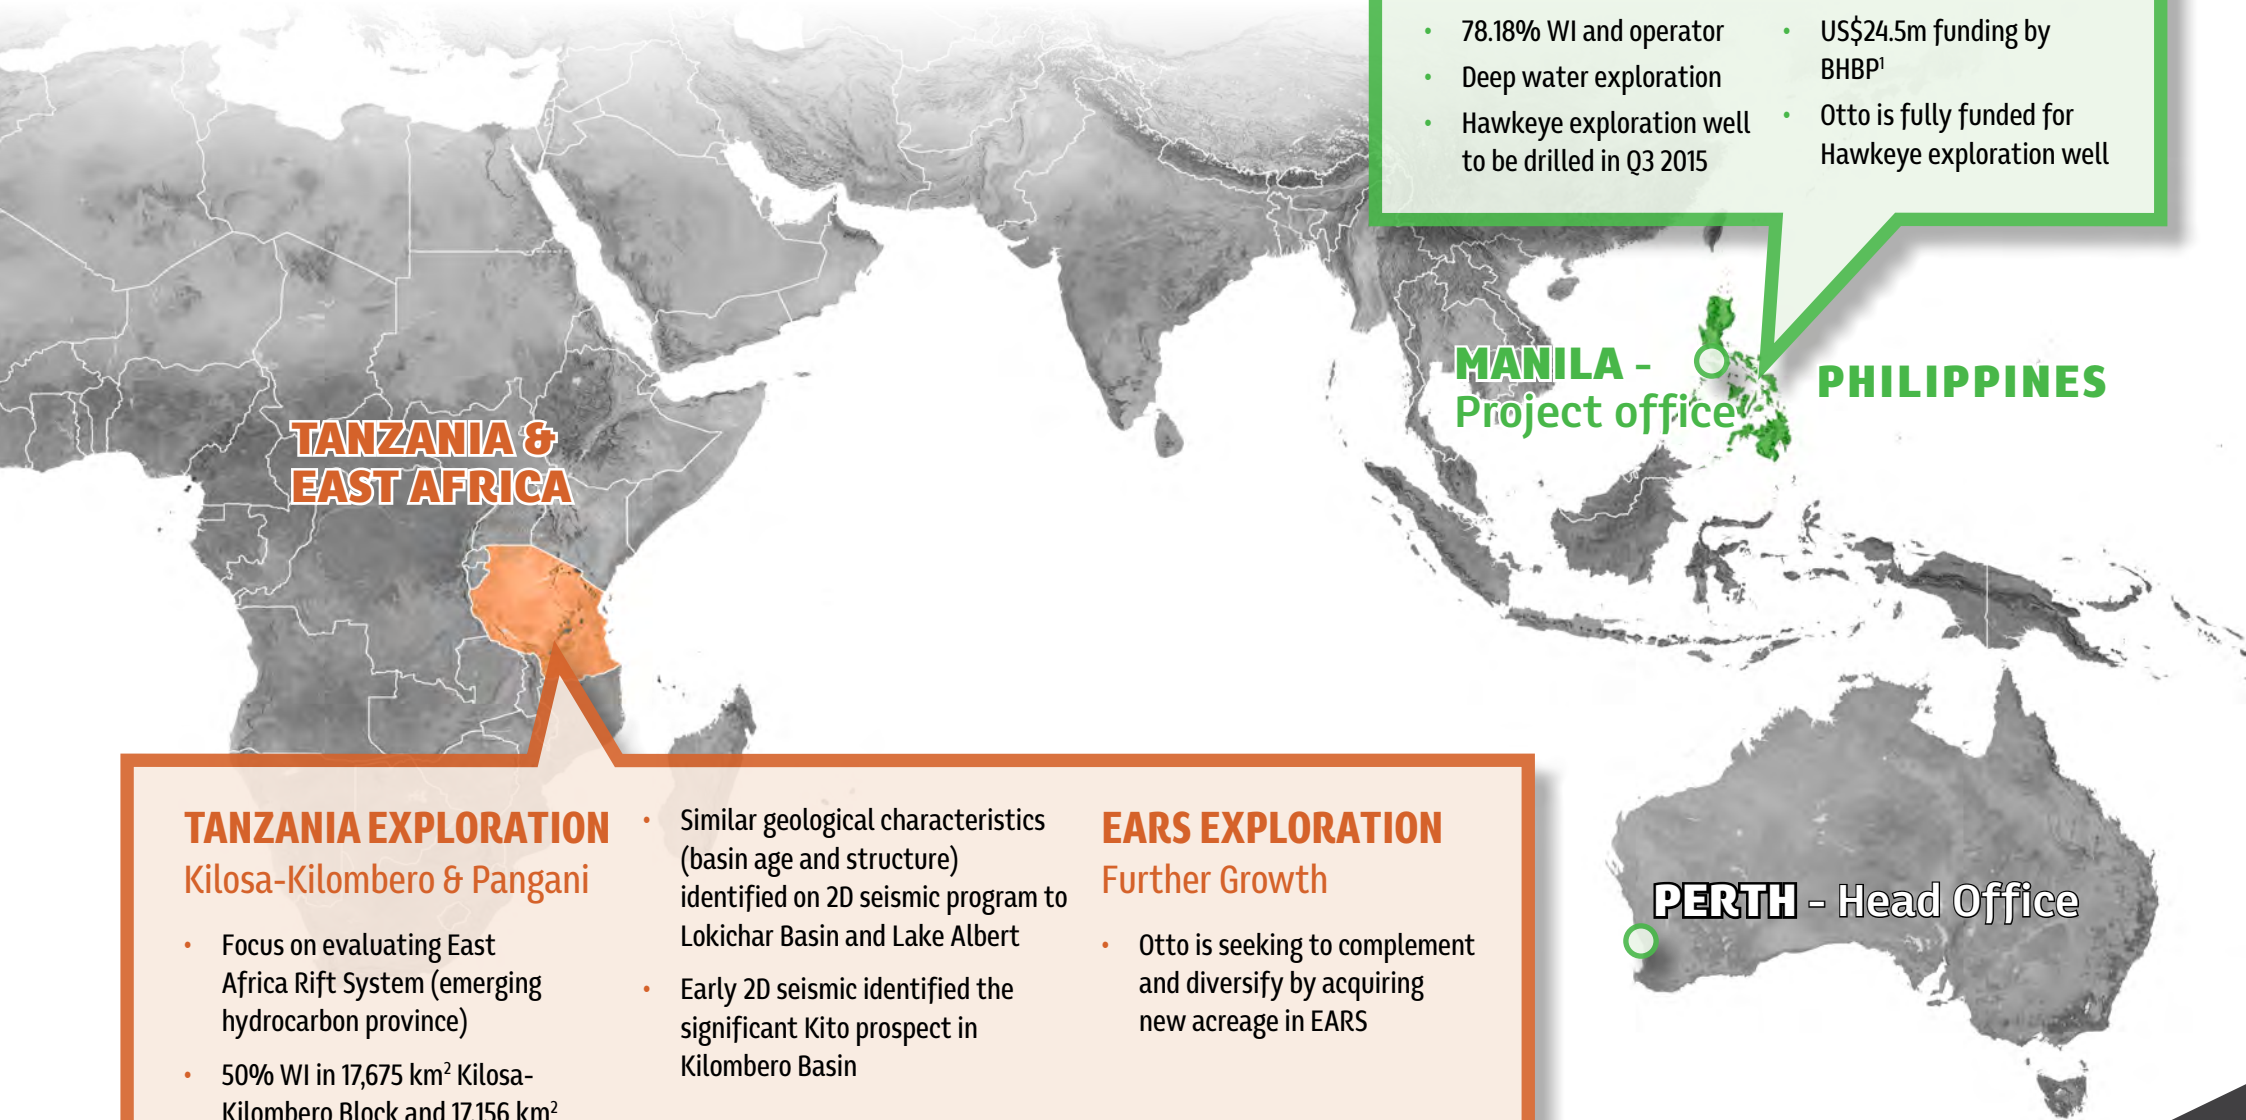 • 78.18% WI and operator
• Deep water exploration
• Hawkeye exploration well
to be drilled in Q3 2015
• US$24.5m funding by
BHBP¹
• Otto is fully funded for
Hawkeye exploration well
MANILA -
Project office
PHILIPPINES
TANZANIA &
EAST AFRICA
TANZANIA EXPLORATION
Kilosa-Kilombero & Pangani
• Focus on evaluating East
Africa Rift System (emerging
hydrocarbon province)
• 50% WI in 17,675 km² Kilosa-
Kilombero Block and 17,156 km²
• Similar geological characteristics
(basin age and structure)
identified on 2D seismic program to
Lokichar Basin and Lake Albert
• Early 2D seismic identified the
significant Kito prospect in
Kilombero Basin
EARS EXPLORATION
Further Growth
• Otto is seeking to complement
and diversify by acquiring
new acreage in EARS
PERTH - Head Office